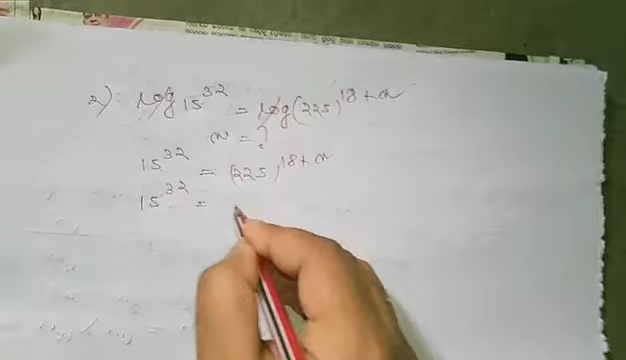 2) log 15^32 = log(225)^18+x
x = ?
15^32 = (225)^18+x
15^32 =